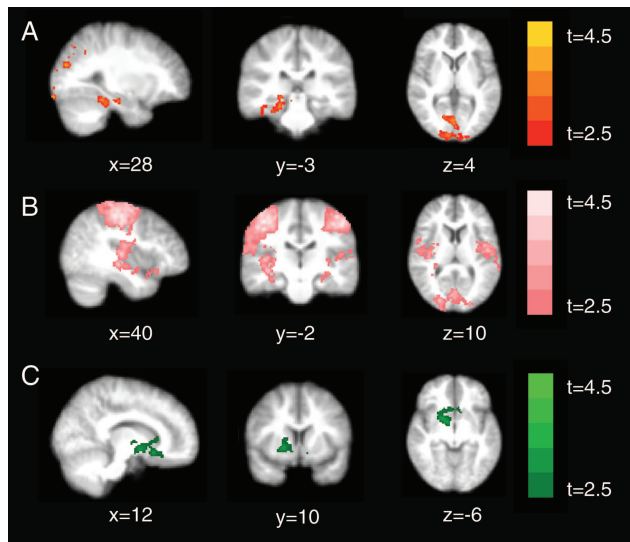 A
t=4.5
t=2.5
x=28
y=-3
z=4
B
t=4.5
t=2.5
x=40
y=-2
z=10
C
t=4.5
t=2.5
x=12
y=10
z=-6